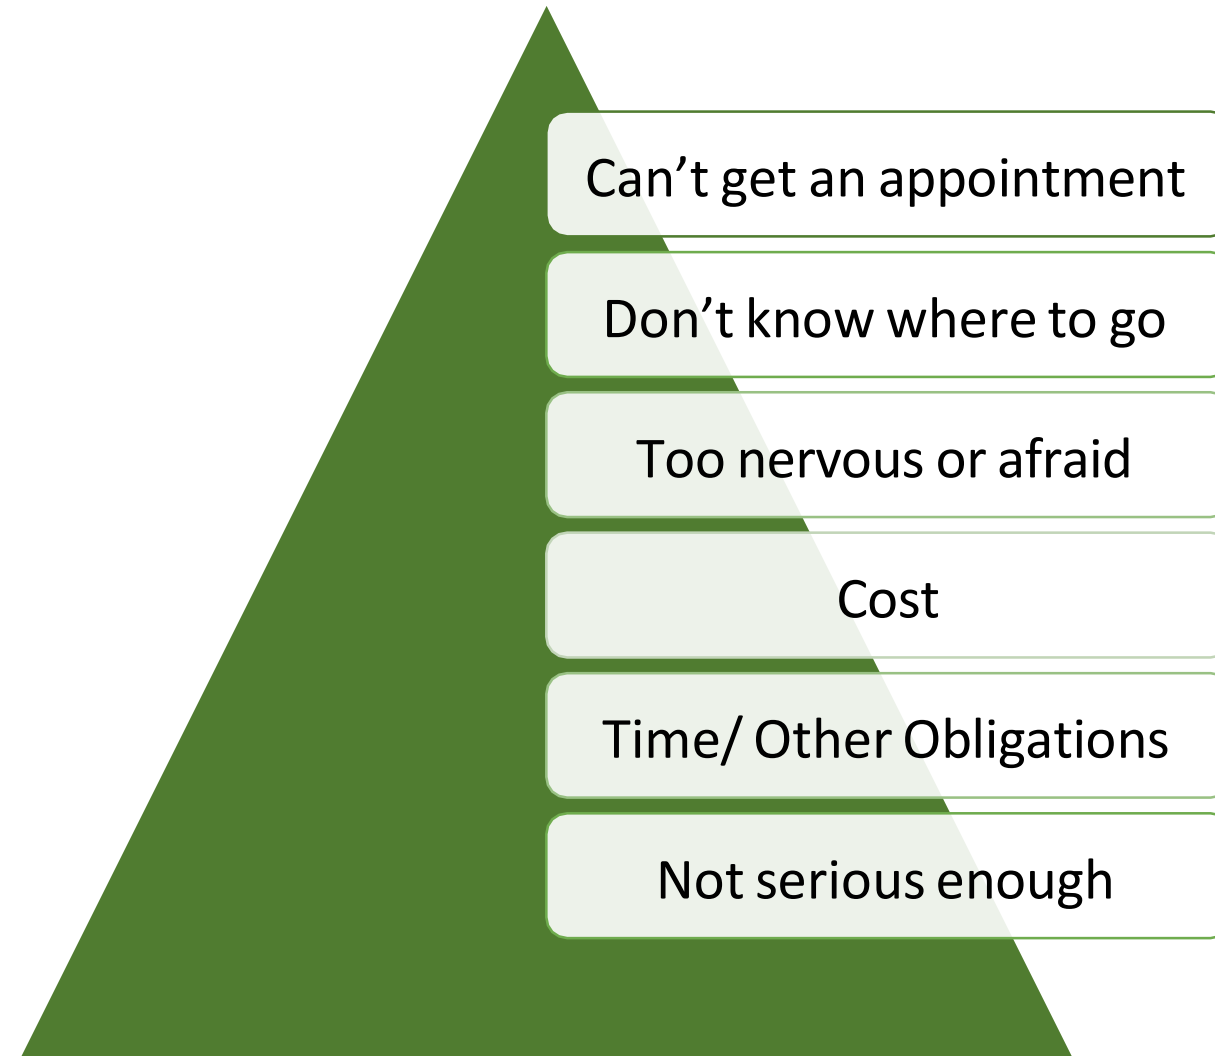 Can’t get an appointment
Don’t know where to go
Too nervous or afraid
Cost
Time/ Other Obligations
Not serious enough